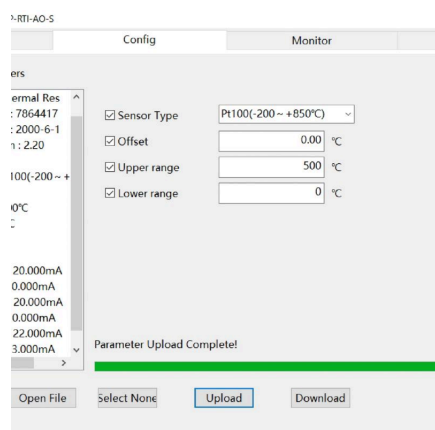 P-RTI-AO-S
Config Monitor
ers
ermal Res
: 7864417
: 2000-6-1
n : 2.20
100(-200 ~ +
00℃
C
20.000mA
0.000mA
20.000mA
0.000mA
22.000mA
3.000mA
Sensor Type Pt100(-200 ~ +850℃)
Offset 0.00 ℃
Upper range 500 ℃
Lower range 0 ℃
Parameter Upload Complete!
Open File Select None Upload Download